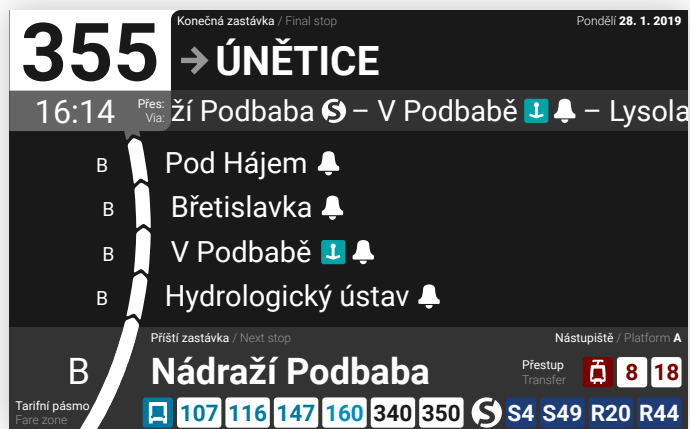 355
Konečná zastávka / Final stop
Pondělí 28. 1. 2019
→ ÚNĚTICE
16:14
Přes:
Via:
ží Podbaba S – V Podbabě – Lysola
B Pod Hájem
B Břetislavka
B V Podbabě
B Hydrologický ústav
Příští zastávka / Next stop
Nástupiště / Platform A
B
Nádraží Podbaba
Přestup
Transfer
8 18
Tarifní pásmo
Fare zone
107 116 147 160 340 350 S S4 S49 R20 R44